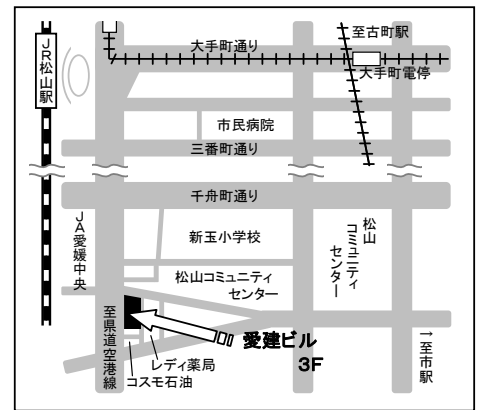 大手町通り
至古町駅
JR松山駅
大手町電停
市民病院
三番町通り
千舟町通り
JA愛媛中央
新玉小学校
松山
コミュニティ
センター
松山コミュニティ
センター
至県道空港線
愛建ビル
3F
レディ薬局
コスモ石油
→至市駅